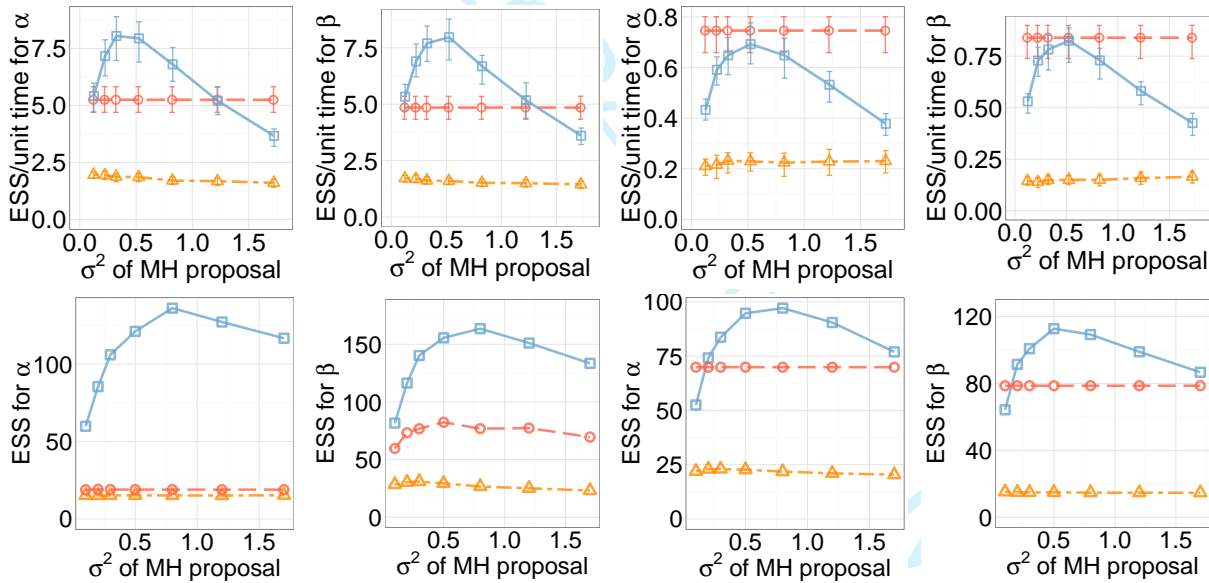 ESS/unit time for α
7.5
5.0
2.5
0.0
0.0 0.5 1.0 1.5
σ² of MH proposal
ESS/unit time for β
7.5
5.0
2.5
0.0
0.0 0.5 1.0 1.5
σ² of MH proposal
ESS/unit time for α
0.8
0.6
0.4
0.2
0.0
0.0 0.5 1.0 1.5
σ² of MH proposal
ESS/unit time for β
0.75
0.50
0.25
0.00
0.0 0.5 1.0 1.5
σ² of MH proposal
ESS for α
100
50
0
0.5 1.0 1.5
σ² of MH proposal
ESS for β
150
100
50
0
0.5 1.0 1.5
σ² of MH proposal
ESS for α
100
75
50
25
0
0.5 1.0 1.5
σ² of MH proposal
ESS for β
120
80
40
0
0.5 1.0 1.5
σ² of MH proposal